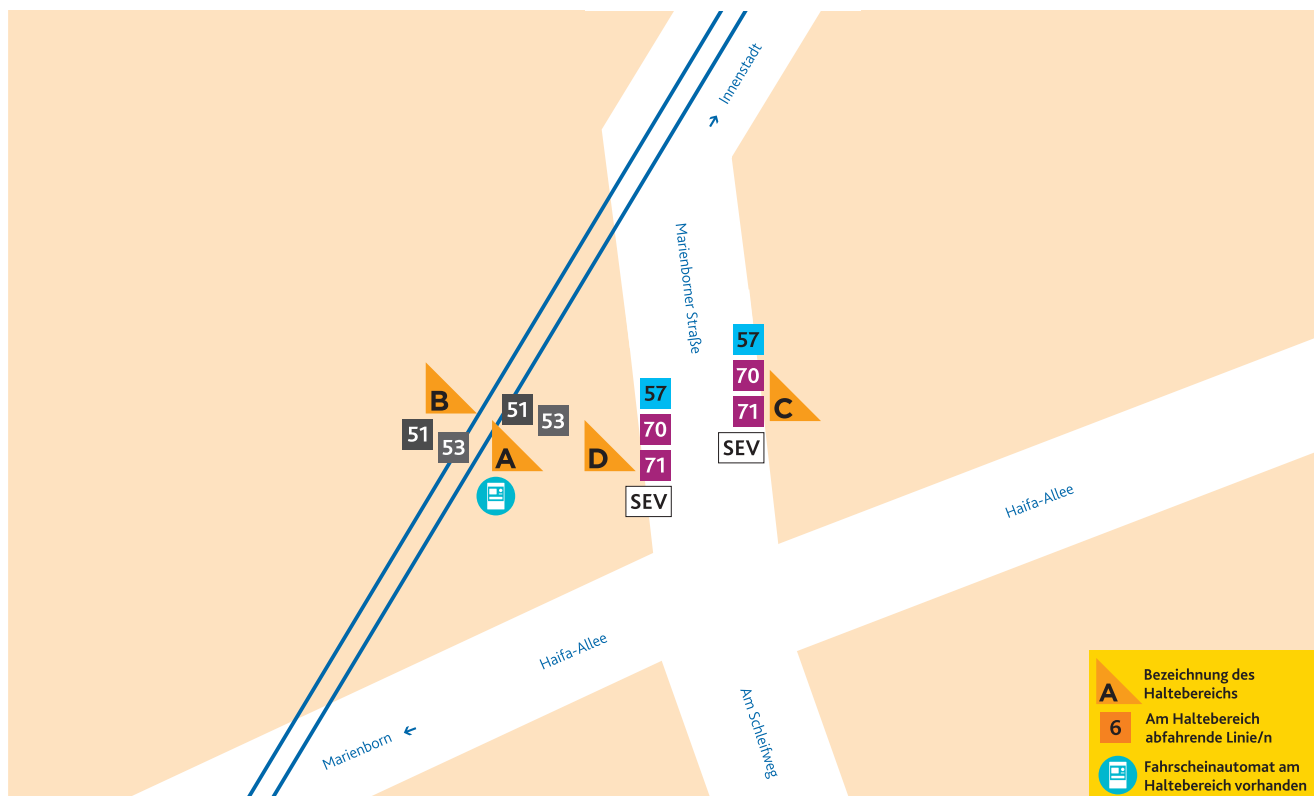 Innenstadt
Marienborner Straße
57
70
71
SEV
C
B
51
53
51
53
A
57
70
71
SEV
D
Haifa-Allee
Haifa-Allee
Marienborn
Am Schleifweg
A
Bezeichnung des
Haltebereichs
6
Am Haltebereich
abfahrende Linie/n
Fahrscheinautomat am
Haltebereich vorhanden